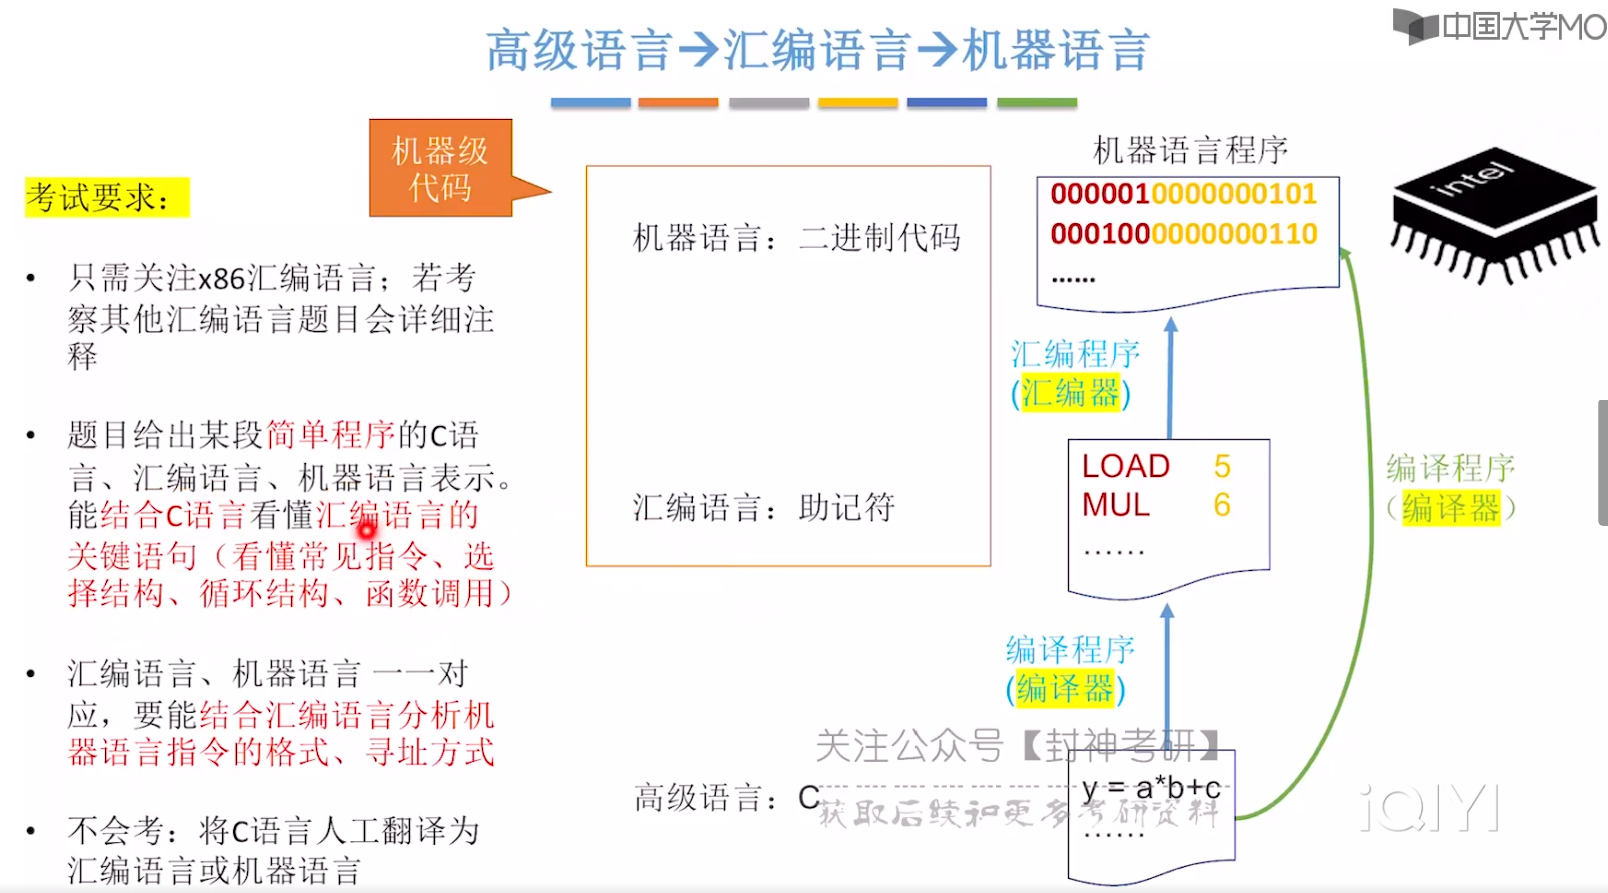 中国大学MO
高级语言→汇编语言→机器语言
机器级
代码
考试要求：
• 只需关注x86汇编语言；若考
察其他汇编语言题目会详细注
释
• 题目给出某段简单程序的C语
言、汇编语言、机器语言表示。
能结合C语言看懂汇编语言的
关键语句（看懂常见指令、选
择结构、循环结构、函数调用）
• 汇编语言、机器语言 一一对
应，要能结合汇编语言分析机
器语言指令的格式、寻址方式
• 不会考：将C语言人工翻译为
汇编语言或机器语言
机器语言：二进制代码
汇编语言：助记符
高级语言：C
机器语言程序
0000010000000101
0001000000000110
......
intel
汇编程序
(汇编器)
LOAD 5
MUL 6
......
编译程序
（编译器）
编译程序
(编译器)
y = a*b+c
......
关注公众号【封神考研】
获取后续和更多考研资料
iQIYI